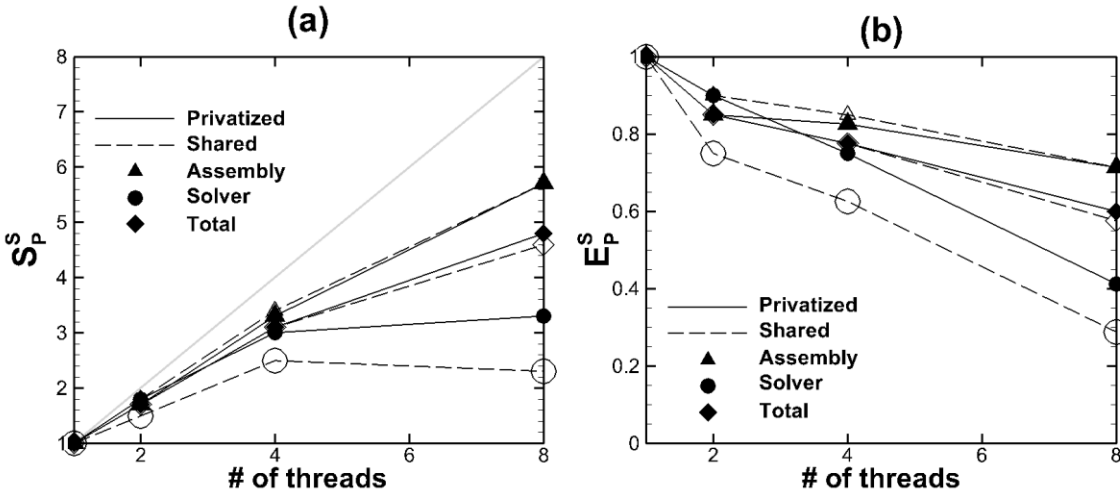 (a)
8
7
6
5
4
3
2
1
S_P^S
Privatized
Shared
Assembly
Solver
Total
2
4
6
8
# of threads
(b)
1
0.8
0.6
0.4
0.2
0
E_P^S
Privatized
Shared
Assembly
Solver
Total
2
4
6
8
# of threads